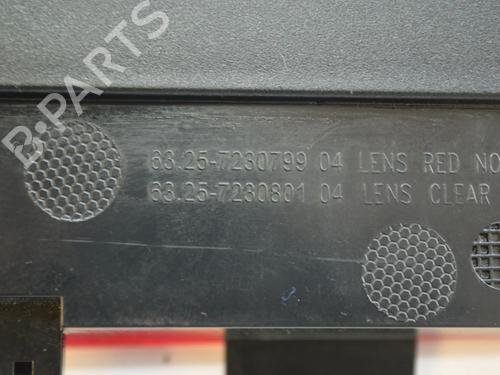 B-PARTS
63.25-7230799 04 LENS RED NO
63.25-7230801 04 LENS CLEAR